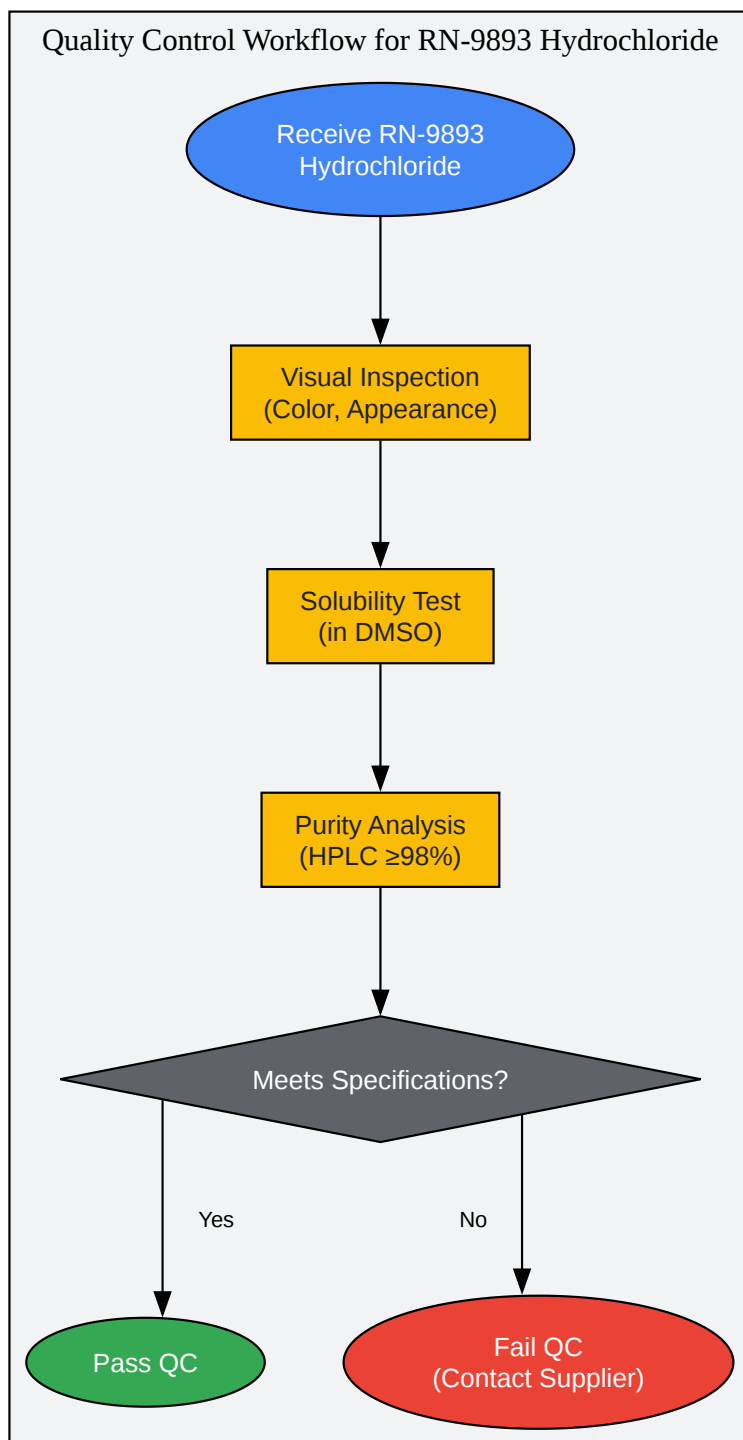 Quality Control Workflow for RN-9893 Hydrochloride
Receive RN-9893
Hydrochloride
Visual Inspection
(Color, Appearance)
Solubility Test
(in DMSO)
Purity Analysis
(HPLC ≥98%)
Meets Specifications?
Yes
No
Pass QC
Fail QC
(Contact Supplier)